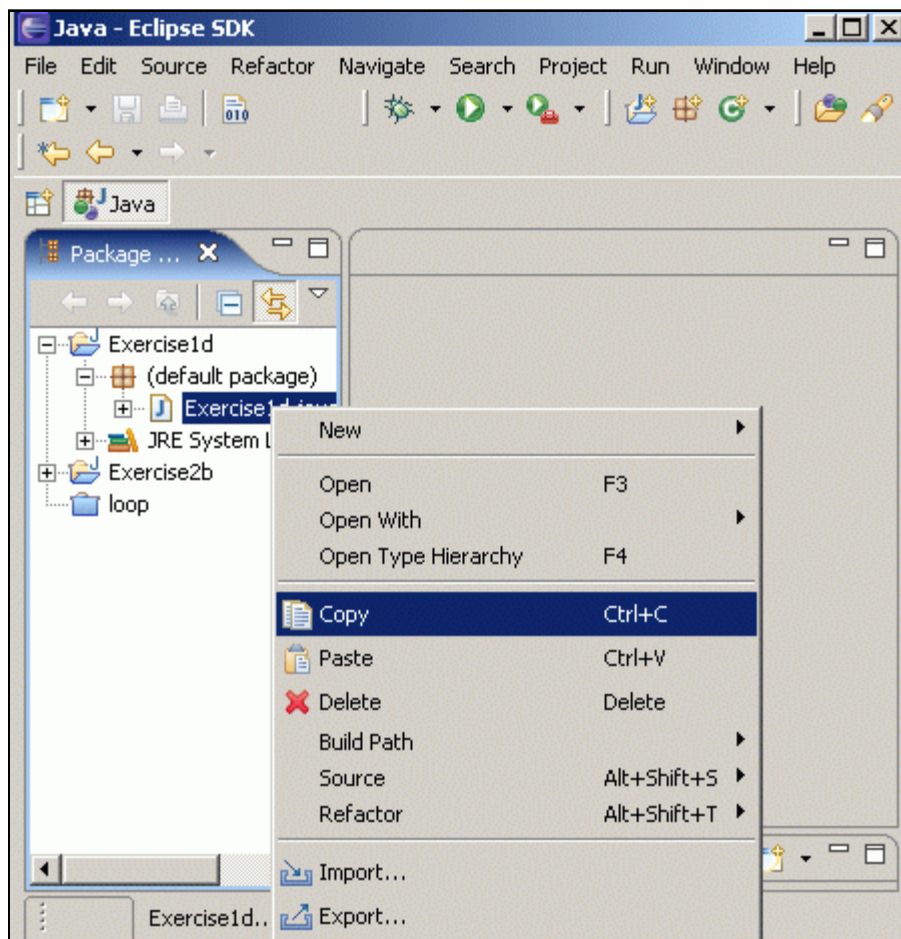 Java - Eclipse SDK
File Edit Source Refactor Navigate Search Project Run Window Help
010
Java
Package ...
Exercise1d
(default package)
J Exercise1d.java
JRE System L
Exercise2b
loop
New
Open F3
Open With
Open Type Hierarchy F4
Copy Ctrl+C
Paste Ctrl+V
Delete Delete
Build Path
Source Alt+Shift+S
Refactor Alt+Shift+T
Import...
Export...
Exercise1d..